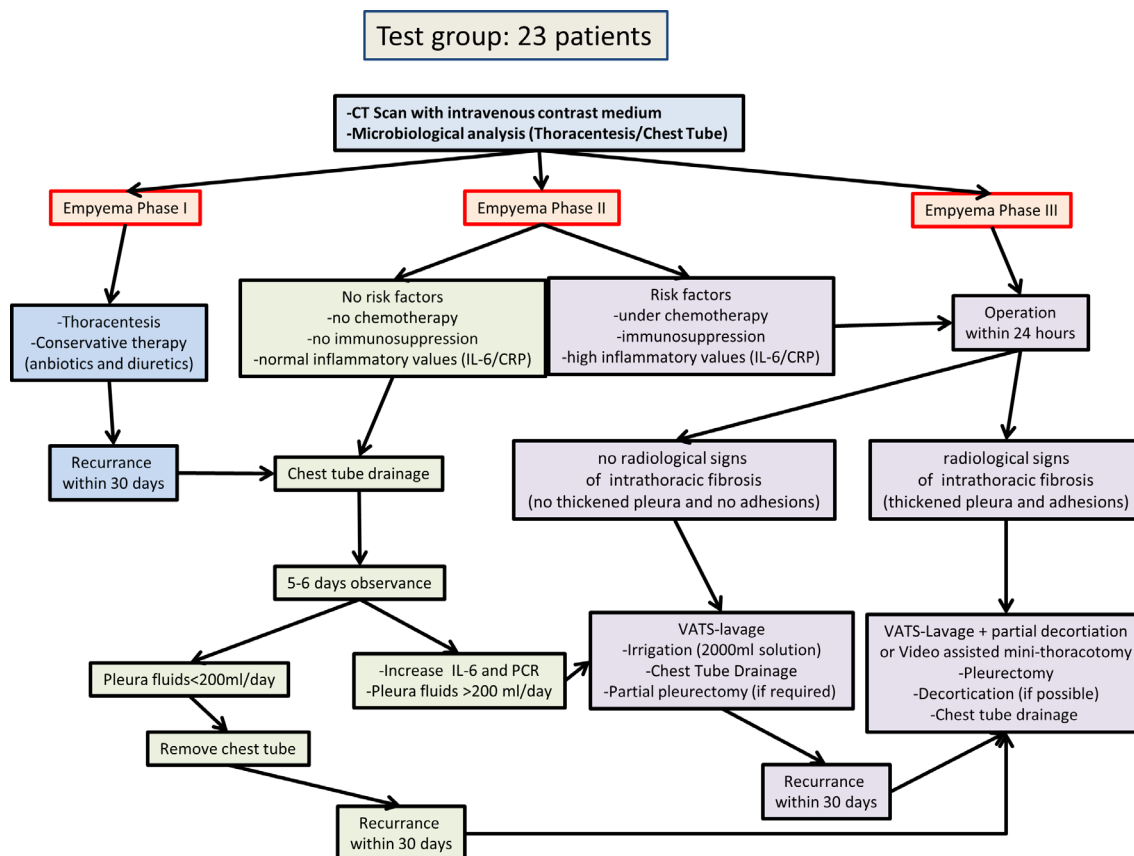 Test group: 23 patients
-CT Scan with intravenous contrast medium
-Microbiological analysis (Thoracentesis/Chest Tube)
Empyema Phase I
Empyema Phase II
Empyema Phase III
-Thoracentesis
-Conservative therapy
(anbiotics and diuretics)
No risk factors
-no chemotherapy
-no immunosuppression
-normal inflammatory values (IL-6/CRP)
Risk factors
-under chemotherapy
-immunosuppression
-high inflammatory values (IL-6/CRP)
Operation
within 24 hours
Recurrance
within 30 days
Chest tube drainage
no radiological signs
of intrathoracic fibrosis
(no thickened pleura and no adhesions)
radiological signs
of intrathoracic fibrosis
(thickened pleura and adhesions)
5-6 days observance
Pleura fluids<200ml/day
-Increase IL-6 and PCR
-Pleura fluids >200 ml/day
VATS-lavage
-Irrigation (2000ml solution)
-Chest Tube Drainage
-Partial pleurectomy (if required)
VATS-Lavage + partial decortiation
or Video assisted mini-thoracotomy
-Pleurectomy
-Decortication (if possible)
-Chest tube drainage
Remove chest tube
Recurrance
within 30 days
Recurrance
within 30 days